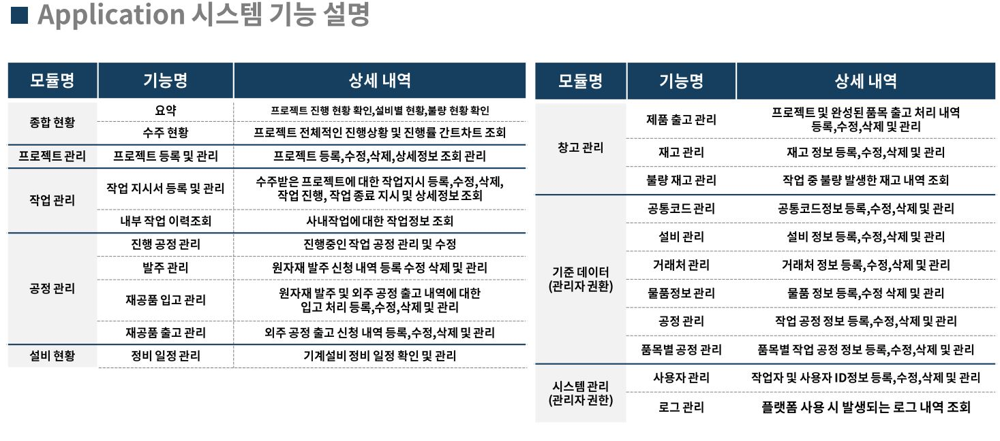 Application 시스템 기능 설명
모듈명 기능명 상세 내역
종합 현황
요약 프로젝트 진행 현황 확인,설비별 현황,불량 현황 확인
수주 현황 프로젝트 전체적인 진행상황 및 진행률 간트차트 조회
프로젝트 관리 프로젝트 등록 및 관리 프로젝트 등록,수정,삭제,상세정보 조회 관리
작업 관리
작업 지시서 등록 및 관리
수주받은 프로젝트에 대한 작업지시 등록,수정,삭제,
작업 진행, 작업 종료 지시 및 상세정보 조회
내부 작업 이력조회 사내작업에 대한 작업정보 조회
공정 관리
진행 공정 관리 진행중인 작업 공정 관리 및 수정
발주 관리 원자재 발주 신청 내역 등록 수정 삭제 및 관리
재공품 입고 관리
원자재 발주 및 외주 공정 출고 내역에 대한
입고 처리 등록,수정,삭제 및 관리
재공품 출고 관리 외주 공정 출고 신청 내역 등록,수정,삭제 및 관리
설비 현황 정비 일정 관리 기계설비 정비 일정 확인 및 관리
모듈명 기능명 상세 내역
창고 관리
제품 출고 관리
프로젝트 및 완성된 품목 출고 처리 내역
등록,수정,삭제 및 관리
재고 관리 재고 정보 등록,수정,삭제 및 관리
불량 재고 관리 작업 중 불량 발생한 재고 내역 조회
기준 데이터
(관리자 권환)
공통코드 관리 공통코드정보 등록,수정,삭제 및 관리
설비 관리 설비 정보 등록,수정,삭제 및 관리
거래처 관리 거래처 정보 등록,수정,삭제 및 관리
물품정보 관리 물품 정보 등록,수정 삭제 및 관리
공정 관리 작업 공정 정보 등록,수정,삭제 및 관리
품목별 공정 관리 품목별 작업 공정 정보 등록,수정,삭제 및 관리
시스템 관리
(관리자 권한)
사용자 관리 작업자 및 사용자 ID정보 등록,수정,삭제 및 관리
로그 관리 플랫폼 사용 시 발생되는 로그 내역 조회